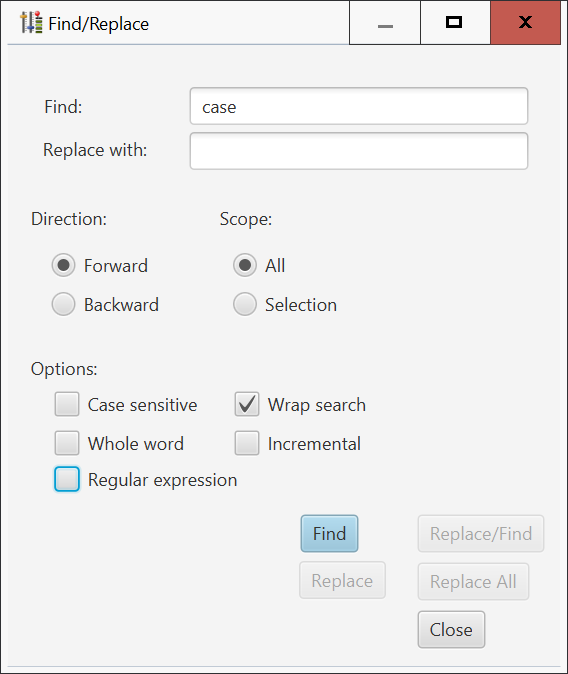 Find/Replace
Find: case
Replace with:
Direction: Scope:
Forward All
Backward Selection
Options:
Case sensitive Wrap search
Whole word Incremental
Regular expression
Find Replace/Find
Replace Replace All
Close